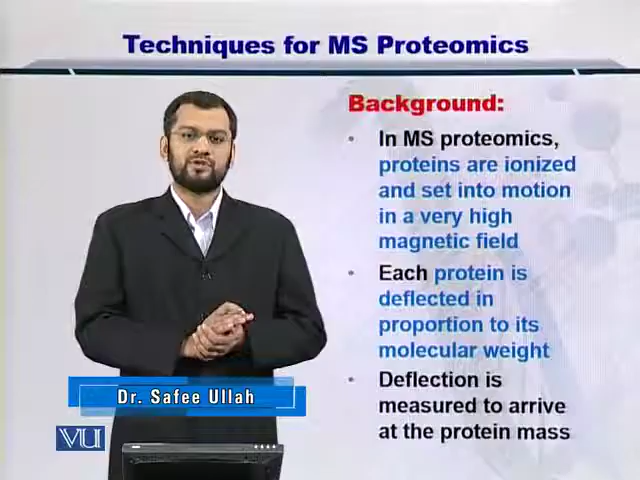 Techniques for MS Proteomics
Background:
• In MS proteomics,
proteins are ionized
and set into motion
in a very high
magnetic field
• Each protein is
deflected in
proportion to its
molecular weight
• Deflection is
measured to arrive
at the protein mass
Dr. Safee Ullah
VU